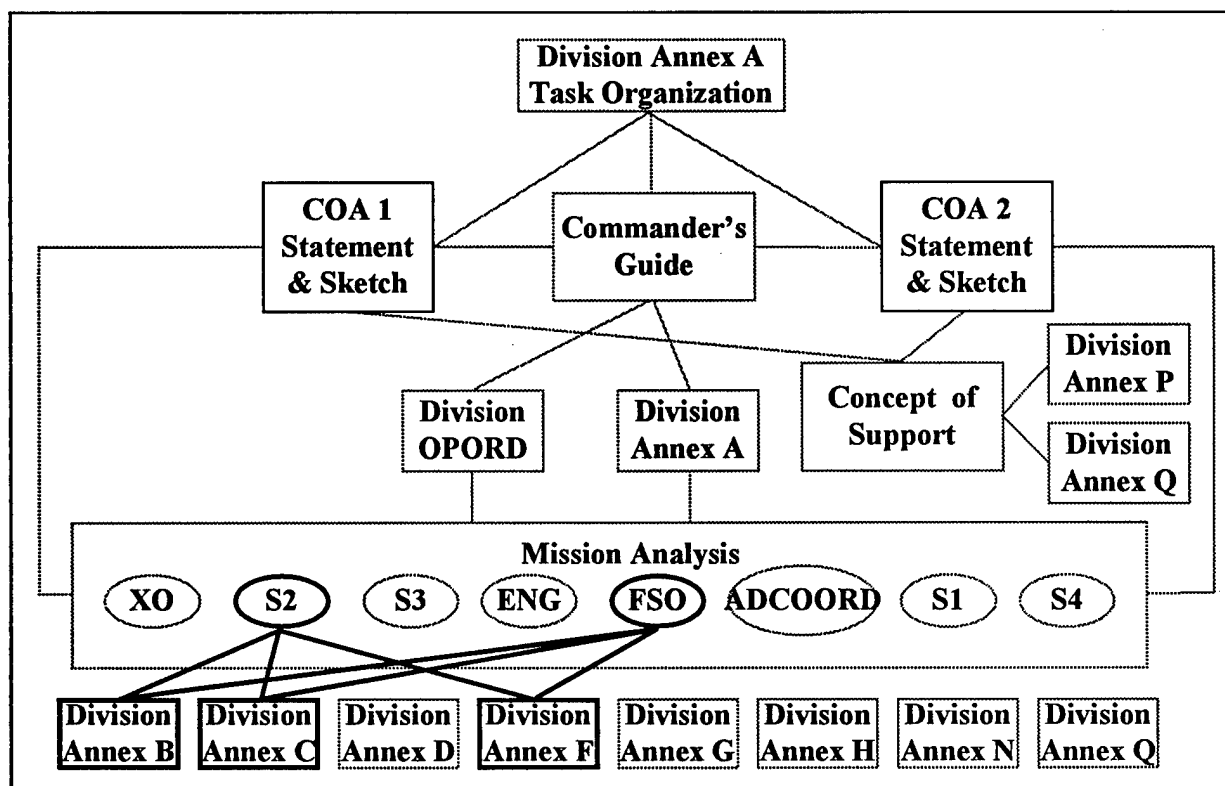 Division Annex A
Task Organization
COA 1
Statement
& Sketch
Commander's
Guide
COA 2
Statement
& Sketch
Division
Annex P
Division
OPORD
Division
Annex A
Concept of
Support
Division
Annex Q
Mission Analysis
XO
S2
S3
ENG
FSO
ADCOORD
S1
S4
Division
Annex B
Division
Annex C
Division
Annex D
Division
Annex F
Division
Annex G
Division
Annex H
Division
Annex N
Division
Annex Q